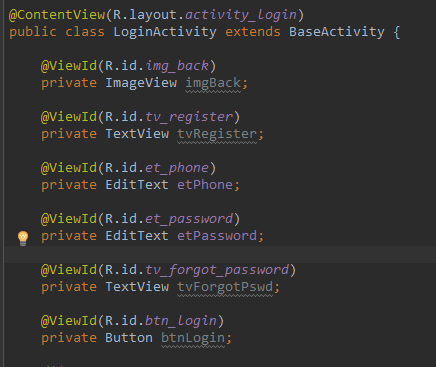 @ContentView(R.layout.activity_login)
public class LoginActivity extends BaseActivity {
@ViewId(R.id.img_back)
private ImageView imgBack;
@ViewId(R.id.tv_register)
private TextView tvRegister;
@ViewId(R.id.et_phone)
private EditText etPhone;
@ViewId(R.id.et_password)
private EditText etPassword;
@ViewId(R.id.tv_forgot_password)
private TextView tvForgotPswd;
@ViewId(R.id.btn_login)
private Button btnLogin;